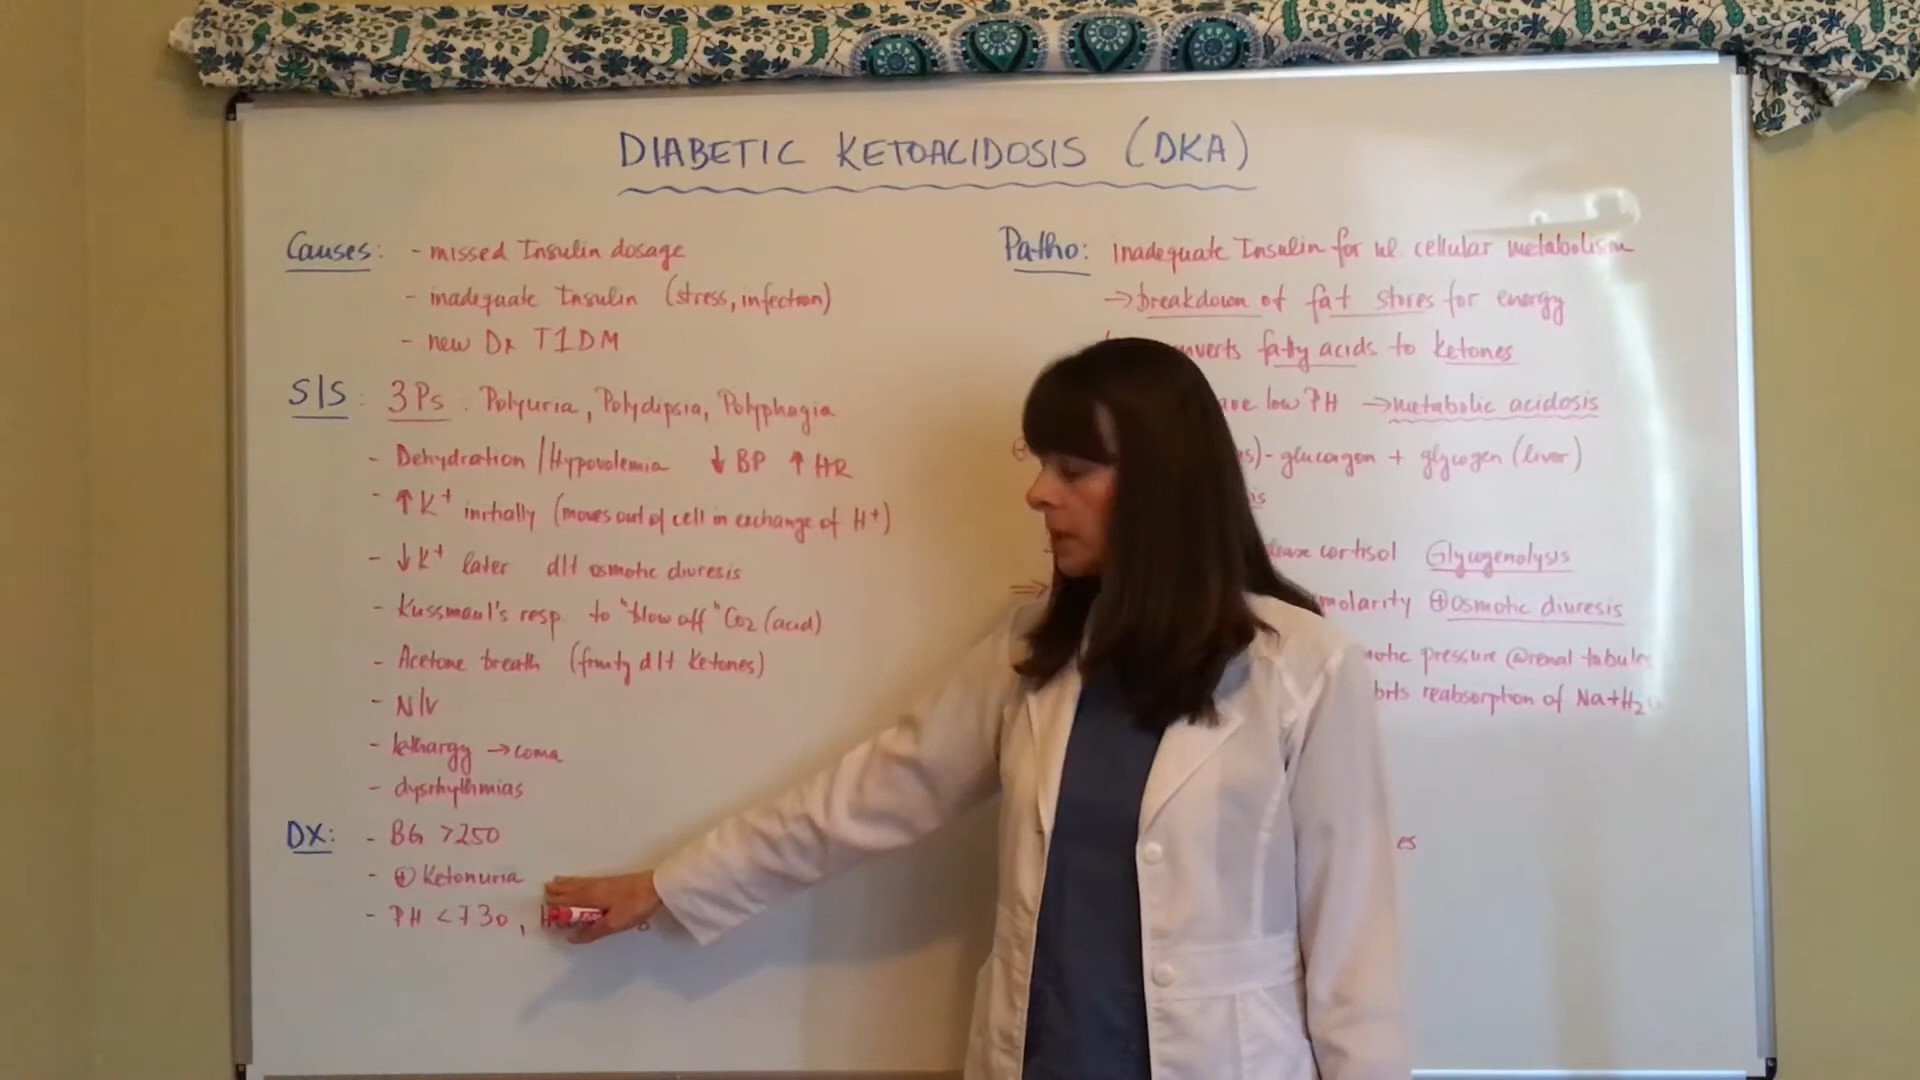 DIABETIC KETOACIDOSIS (DKA)
Causes: - missed Insulin dosage
- inadequate Insulin (stress, infection)
- new Dx T1DM
S|S: 3Ps: Polyuria, Polydipsia, Polyphagia
- Dehydration/Hypovolemia ↓ BP ↑ HR
- ↑ K+ initially (moves out of cell in exchange of H+)
- ↓ K+ later d/t osmotic diuresis
- Kussmaul's resp to "blow off" CO2 (acid)
- Acetone breath (fruity d/t Ketones)
- N/V
- lethargy → coma
- dysrhythmias
DX: - BG >250
- ⊕ Ketonuria
- PH < 730,
Patho: Inadequate Insulin for nl cellular metabolism
→ breakdown of fat stores for energy
fatty acids to ketones
low PH → metabolic acidosis
- glucagon + glycogen (liver)
cortisol Glycogenolysis
⊕ osmotic diuresis
pressure @ renal tubules
reabsorption of Na + H2